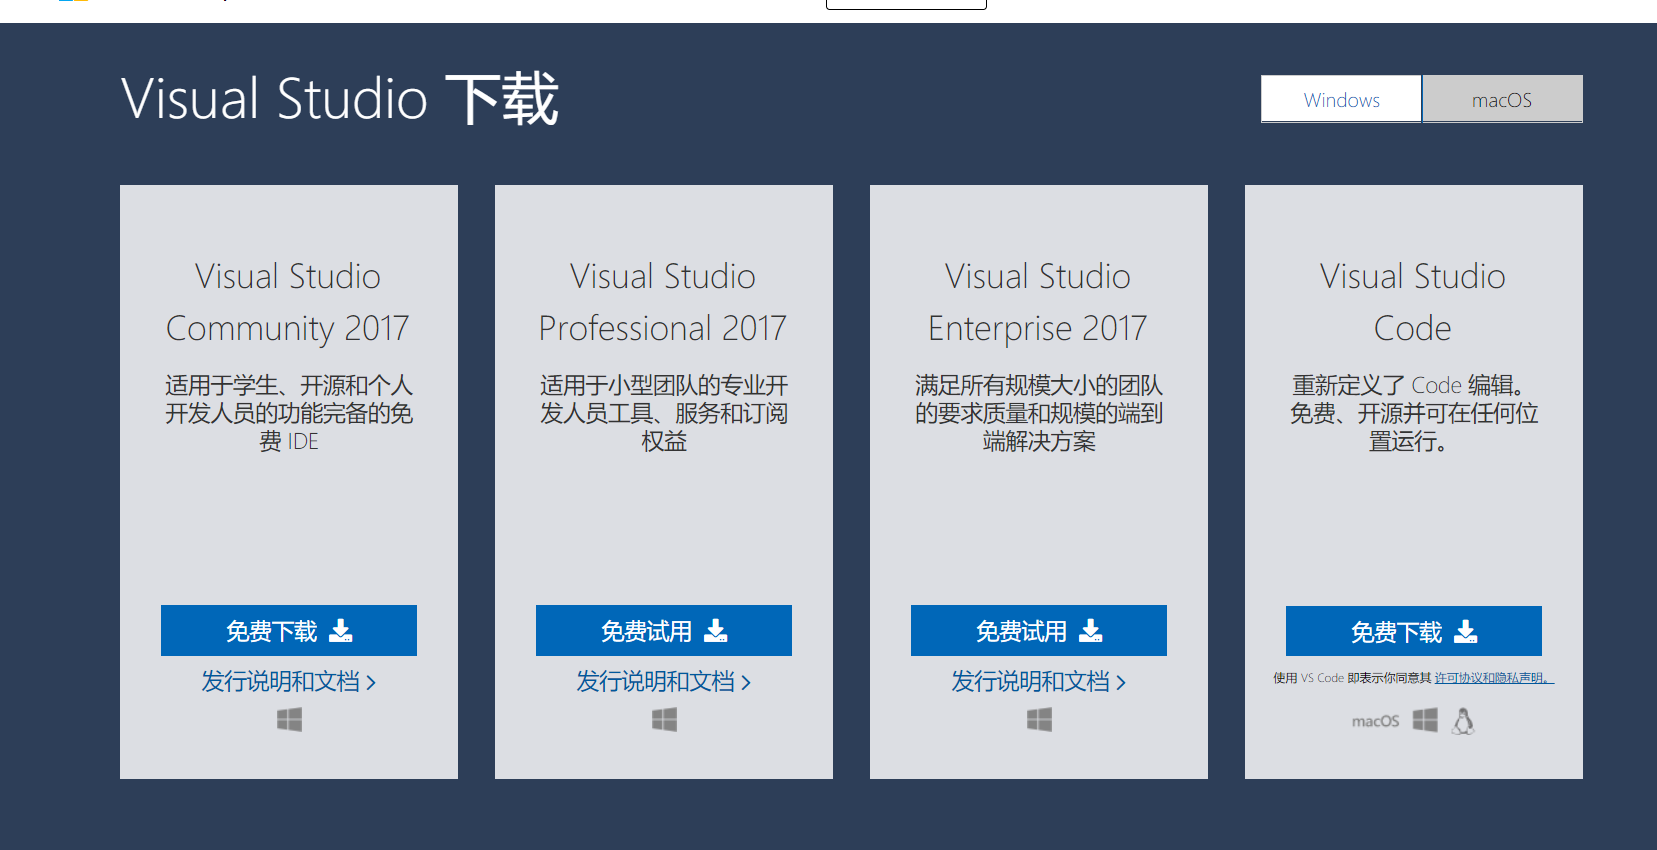 Visual Studio 下载
Windows
macOS
Visual Studio
Community 2017
适用于学生、开源和个人
开发人员的功能完备的免
费 IDE
免费下载
发行说明和文档 >
Visual Studio
Professional 2017
适用于小型团队的专业开
发人员工具、服务和订阅
权益
免费试用
发行说明和文档 >
Visual Studio
Enterprise 2017
满足所有规模大小的团队
的要求质量和规模的端到
端解决方案
免费试用
发行说明和文档 >
Visual Studio
Code
重新定义了 Code 编辑。
免费、开源并可在任何位
置运行。
免费下载
使用 VS Code 即表示你同意其 许可协议和隐私声明。
macOS